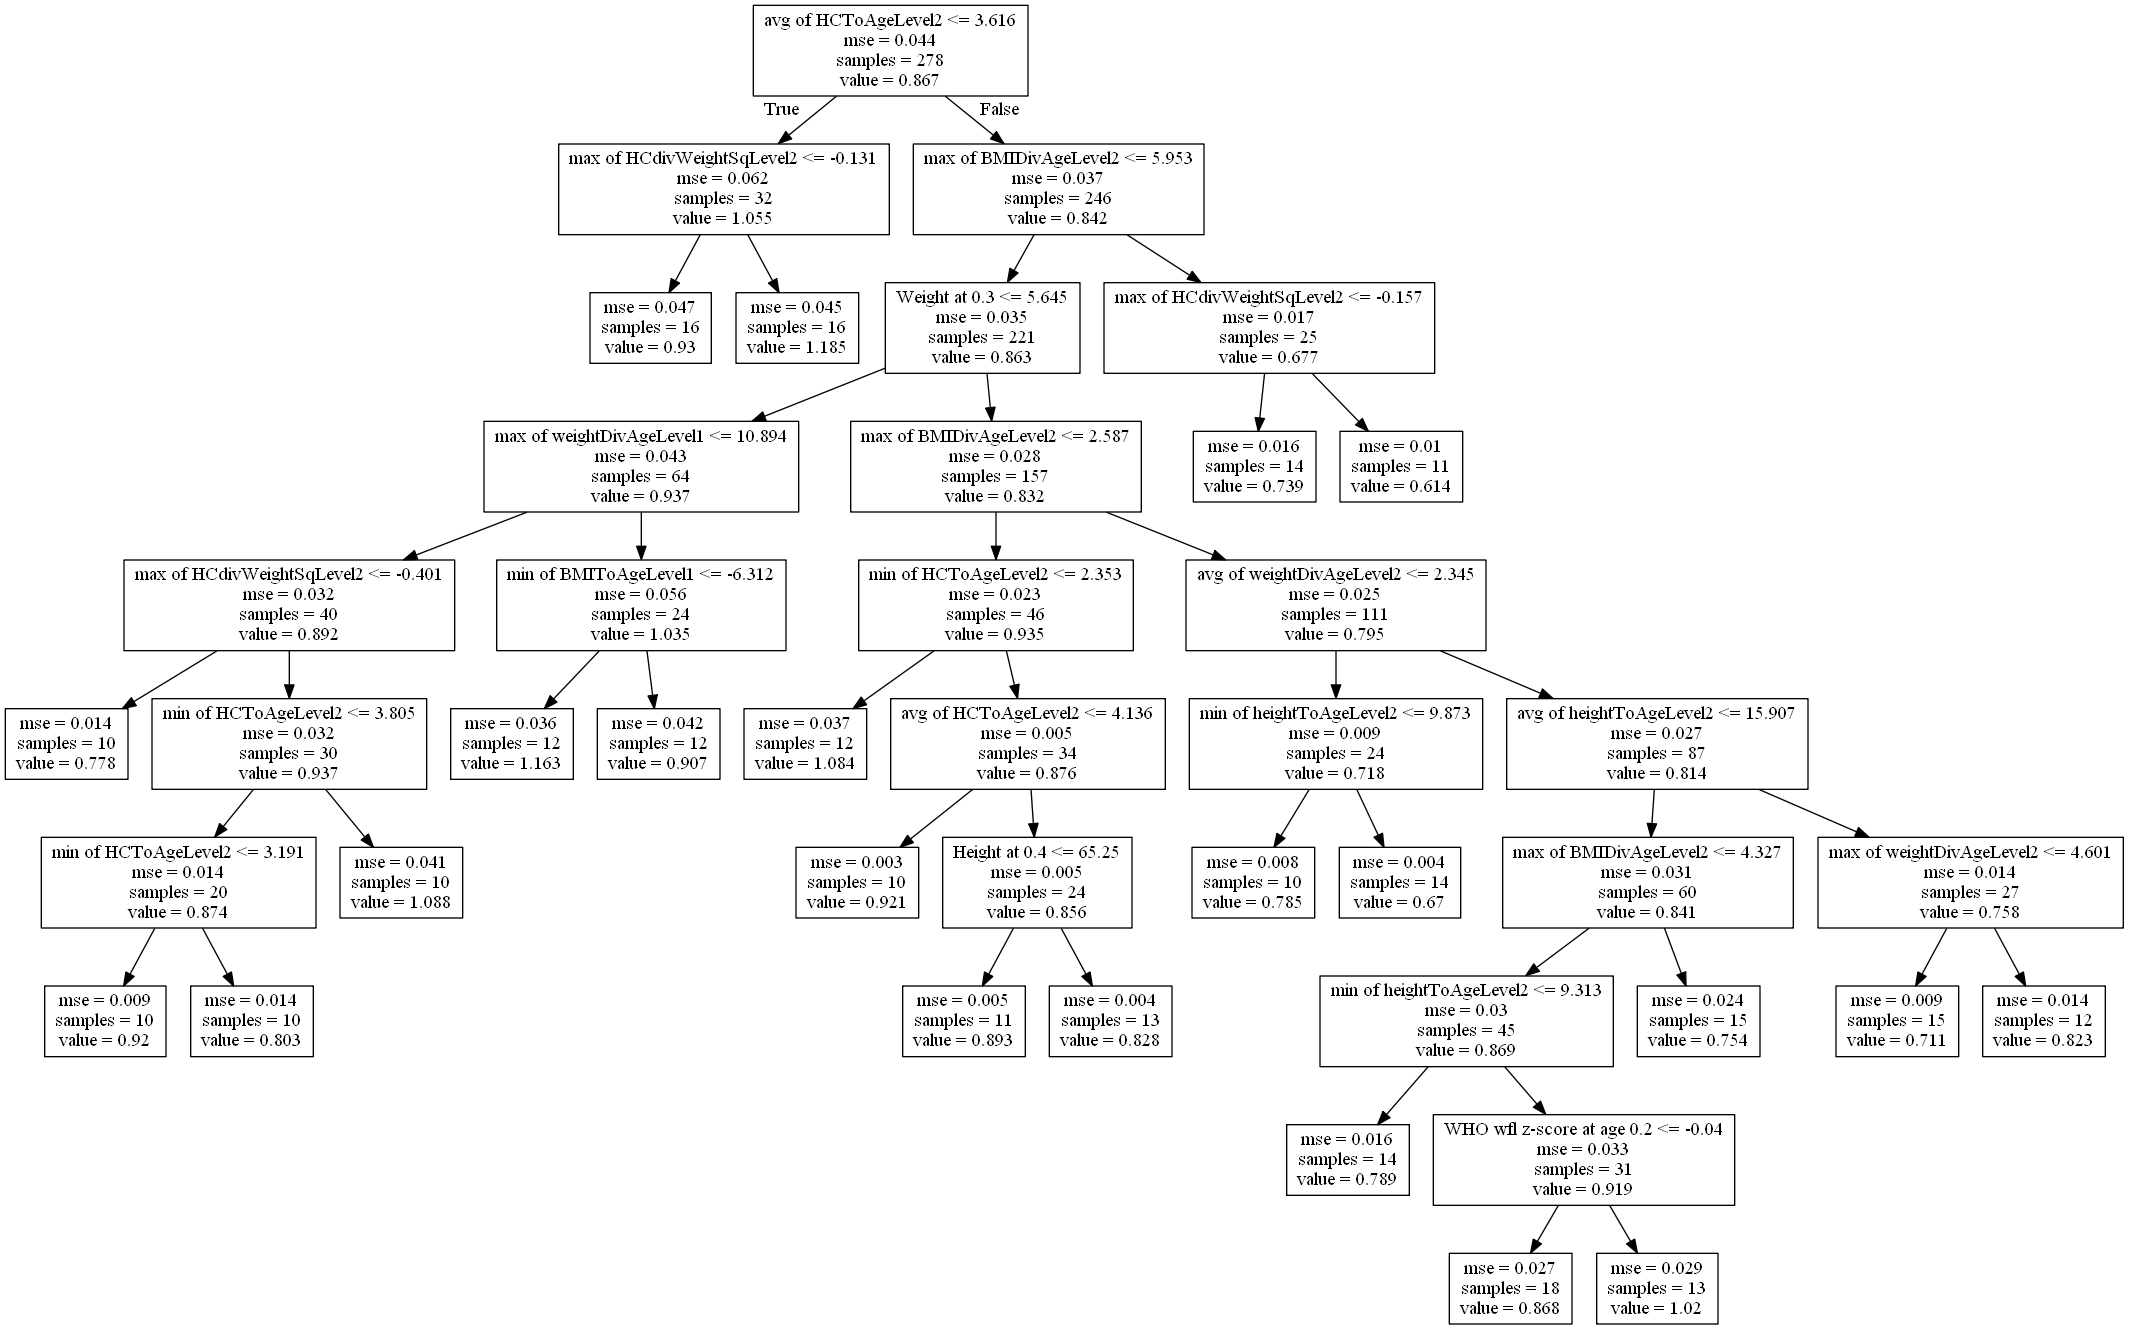 avg of HCToAgeLevel2 <= 3.616
mse = 0.044
samples = 278
value = 0.867
True
False
max of HCdivWeightSqLevel2 <= -0.131
mse = 0.062
samples = 32
value = 1.055
max of BMIDivAgeLevel2 <= 5.953
mse = 0.037
samples = 246
value = 0.842
mse = 0.047
samples = 16
value = 0.93
mse = 0.045
samples = 16
value = 1.185
Weight at 0.3 <= 5.645
mse = 0.035
samples = 221
value = 0.863
max of HCdivWeightSqLevel2 <= -0.157
mse = 0.017
samples = 25
value = 0.677
max of weightDivAgeLevel1 <= 10.894
mse = 0.043
samples = 64
value = 0.937
max of BMIDivAgeLevel2 <= 2.587
mse = 0.028
samples = 157
value = 0.832
mse = 0.016
samples = 14
value = 0.739
mse = 0.01
samples = 11
value = 0.614
max of HCdivWeightSqLevel2 <= -0.401
mse = 0.032
samples = 40
value = 0.892
min of BMIToAgeLevel1 <= -6.312
mse = 0.056
samples = 24
value = 1.035
min of HCToAgeLevel2 <= 2.353
mse = 0.023
samples = 46
value = 0.935
avg of weightDivAgeLevel2 <= 2.345
mse = 0.025
samples = 111
value = 0.795
mse = 0.014
samples = 10
value = 0.778
min of HCToAgeLevel2 <= 3.805
mse = 0.032
samples = 30
value = 0.937
mse = 0.036
samples = 12
value = 1.163
mse = 0.042
samples = 12
value = 0.907
mse = 0.037
samples = 12
value = 1.084
avg of HCToAgeLevel2 <= 4.136
mse = 0.005
samples = 34
value = 0.876
min of heightToAgeLevel2 <= 9.873
mse = 0.009
samples = 24
value = 0.718
avg of heightToAgeLevel2 <= 15.907
mse = 0.027
samples = 87
value = 0.814
min of HCToAgeLevel2 <= 3.191
mse = 0.014
samples = 20
value = 0.874
mse = 0.041
samples = 10
value = 1.088
mse = 0.003
samples = 10
value = 0.921
Height at 0.4 <= 65.25
mse = 0.005
samples = 24
value = 0.856
mse = 0.008
samples = 10
value = 0.785
mse = 0.004
samples = 14
value = 0.67
max of BMIDivAgeLevel2 <= 4.327
mse = 0.031
samples = 60
value = 0.841
max of weightDivAgeLevel2 <= 4.601
mse = 0.014
samples = 27
value = 0.758
mse = 0.009
samples = 10
value = 0.92
mse = 0.014
samples = 10
value = 0.803
mse = 0.005
samples = 11
value = 0.893
mse = 0.004
samples = 13
value = 0.828
min of heightToAgeLevel2 <= 9.313
mse = 0.03
samples = 45
value = 0.869
mse = 0.024
samples = 15
value = 0.754
mse = 0.009
samples = 15
value = 0.711
mse = 0.014
samples = 12
value = 0.823
mse = 0.016
samples = 14
value = 0.789
WHO wfl z-score at age 0.2 <= -0.04
mse = 0.033
samples = 31
value = 0.919
mse = 0.027
samples = 18
value = 0.868
mse = 0.029
samples = 13
value = 1.02